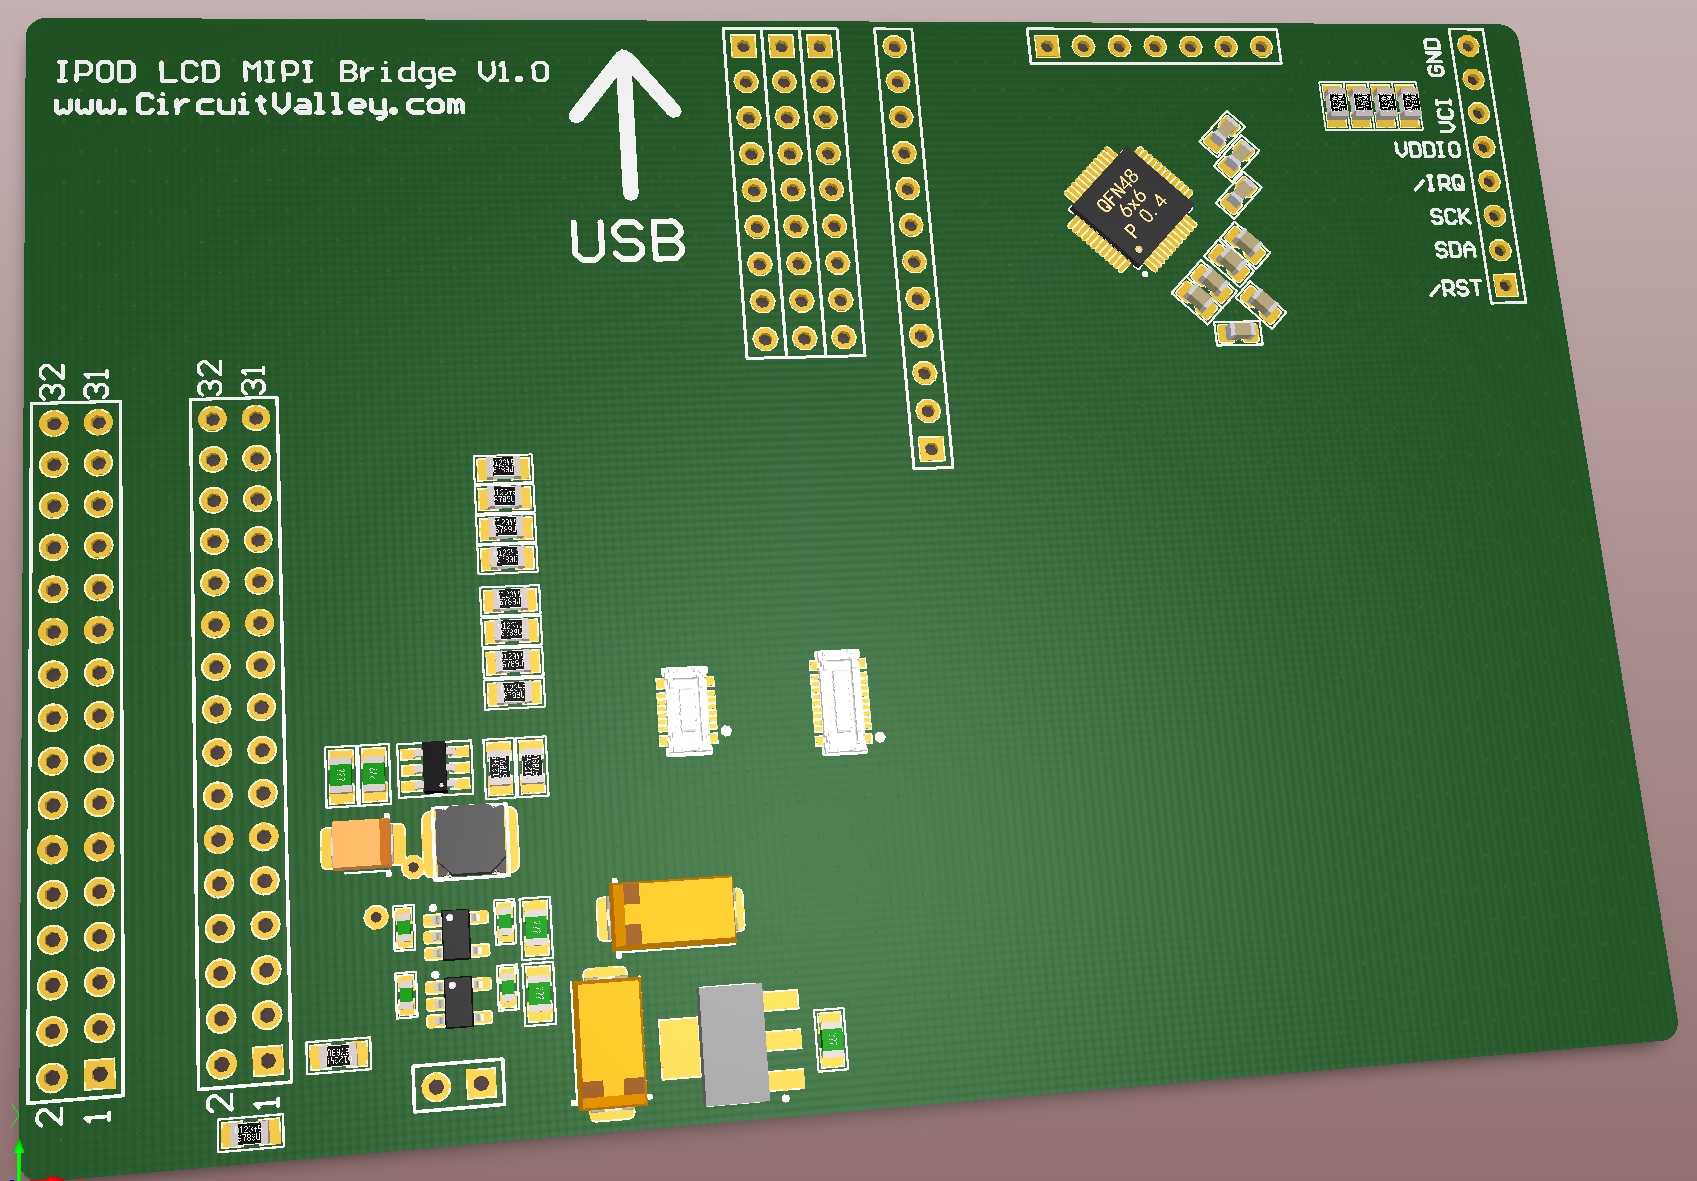 IPOD LCD MIPI Bridge V1.0
www.CircuitValley.com
USB
GND
VCI
VDDIO
/IRQ
SCK
SDA
/RST
QFN48
6x6
P 0.4
32 31
32 31
2 1
2 1